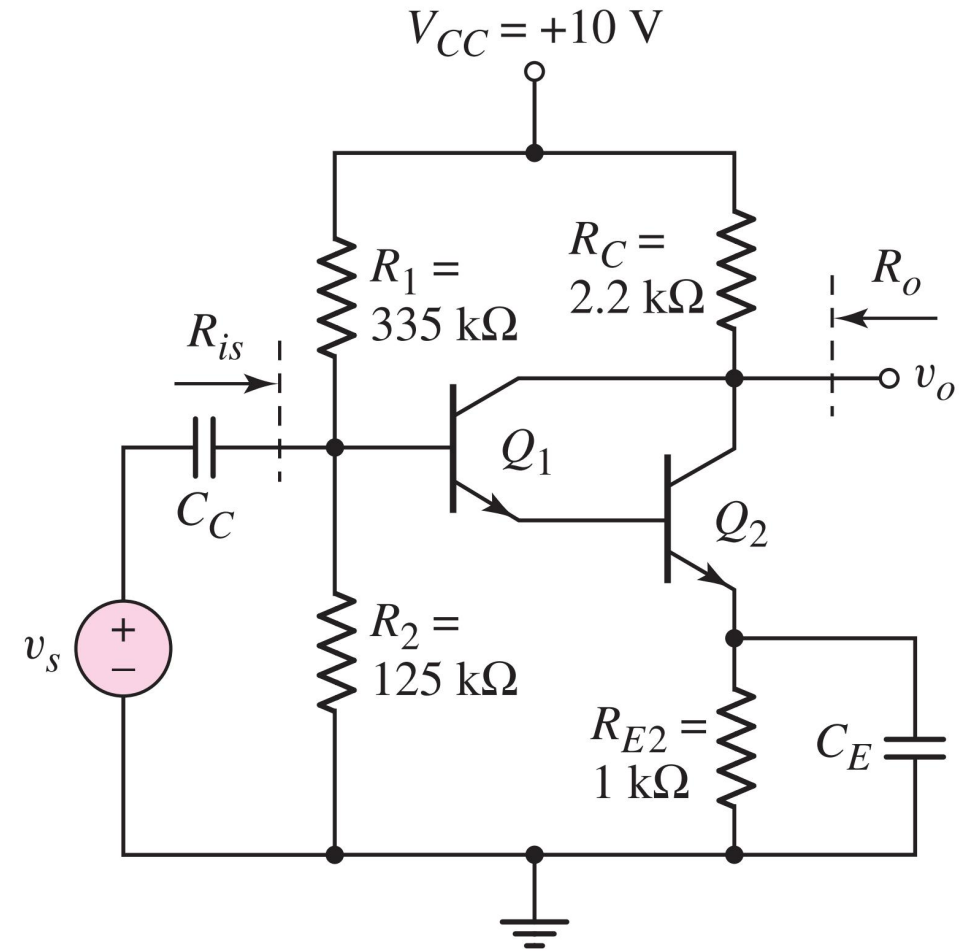 V_CC = +10 V
R_C =
2.2 kΩ
R_o
R_1 =
335 kΩ
R_is
v_o
Q_1
C_C
Q_2
R_2 =
125 kΩ
+
−
v_s
R_E2 =
1 kΩ
C_E